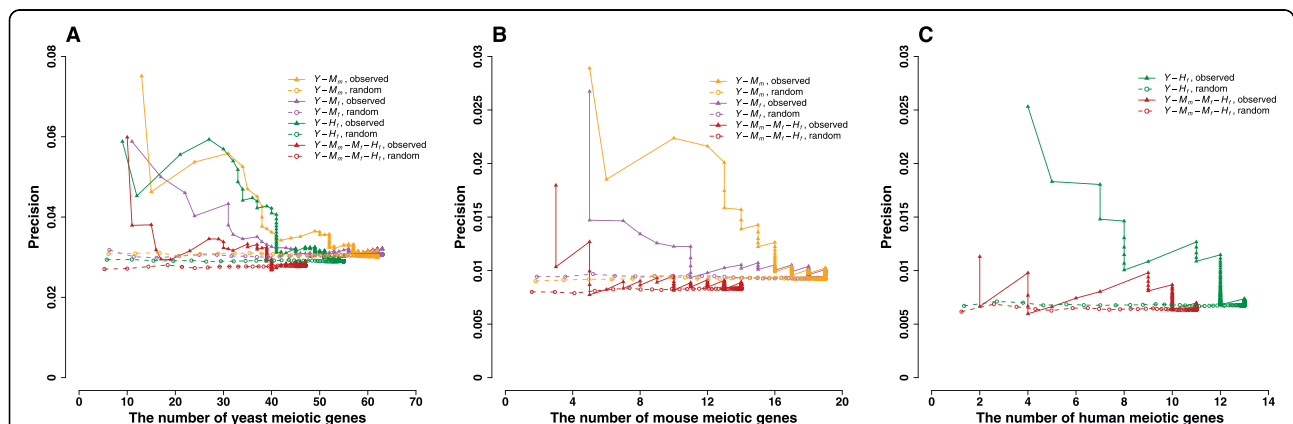 A
B
C
Precision
0
0.02
0.04
0.06
0.08
0 10 20 30 40 50 60 70
The number of yeast meiotic genes
Y−Mm, observed
Y−Mm, random
Y−Mf, observed
Y−Mf, random
Y−Hf, observed
Y−Hf, random
Y−Mm−Mf−Hf, observed
Y−Mm−Mf−Hf, random
Precision
0
0.005
0.01
0.015
0.02
0.025
0.03
0 4 8 12 16 20
The number of mouse meiotic genes
Y−Mm, observed
Y−Mm, random
Y−Mf, observed
Y−Mf, random
Y−Mm−Mf−Hf, observed
Y−Mm−Mf−Hf, random
Precision
0
0.005
0.01
0.015
0.02
0.025
0.03
0 2 4 6 8 10 12 14
The number of human meiotic genes
Y−Hf, observed
Y−Hf, random
Y−Mm−Mf−Hf, observed
Y−Mm−Mf−Hf, random